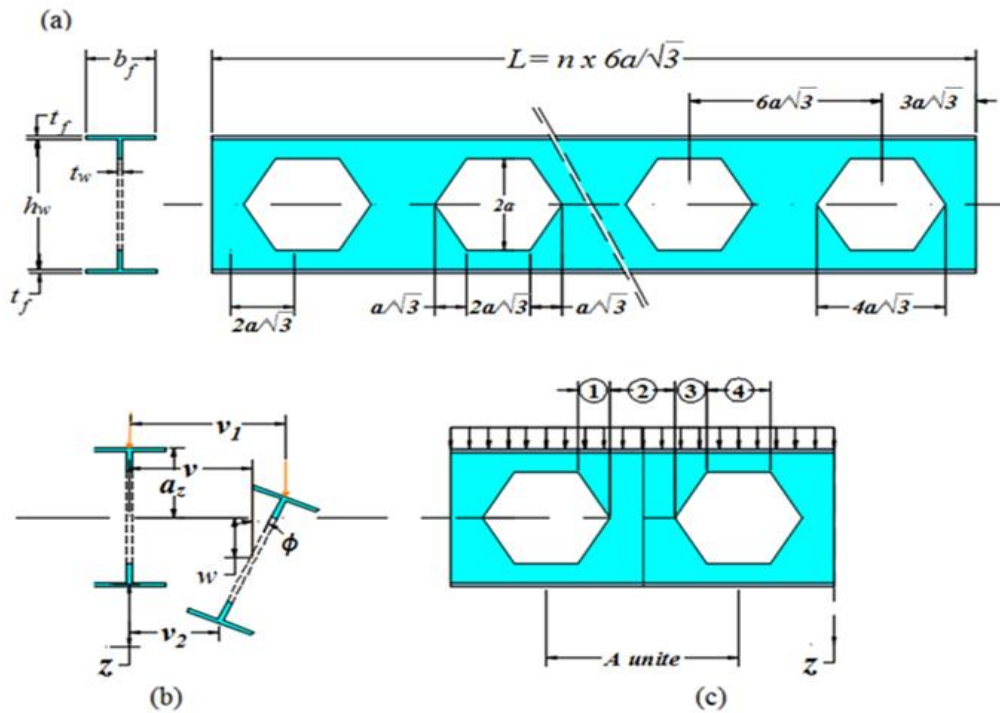 (a)
b_f
L= n x 6a/√3
6a/√3
3a/√3
t_f
t_w
h_w
2a
t_f
2a/√3
a/√3
2a/√3
a/√3
4a/√3
v_1
v
a_z
ϕ
w
v_2
z
(b)
1
2
3
4
A unite
z
(c)